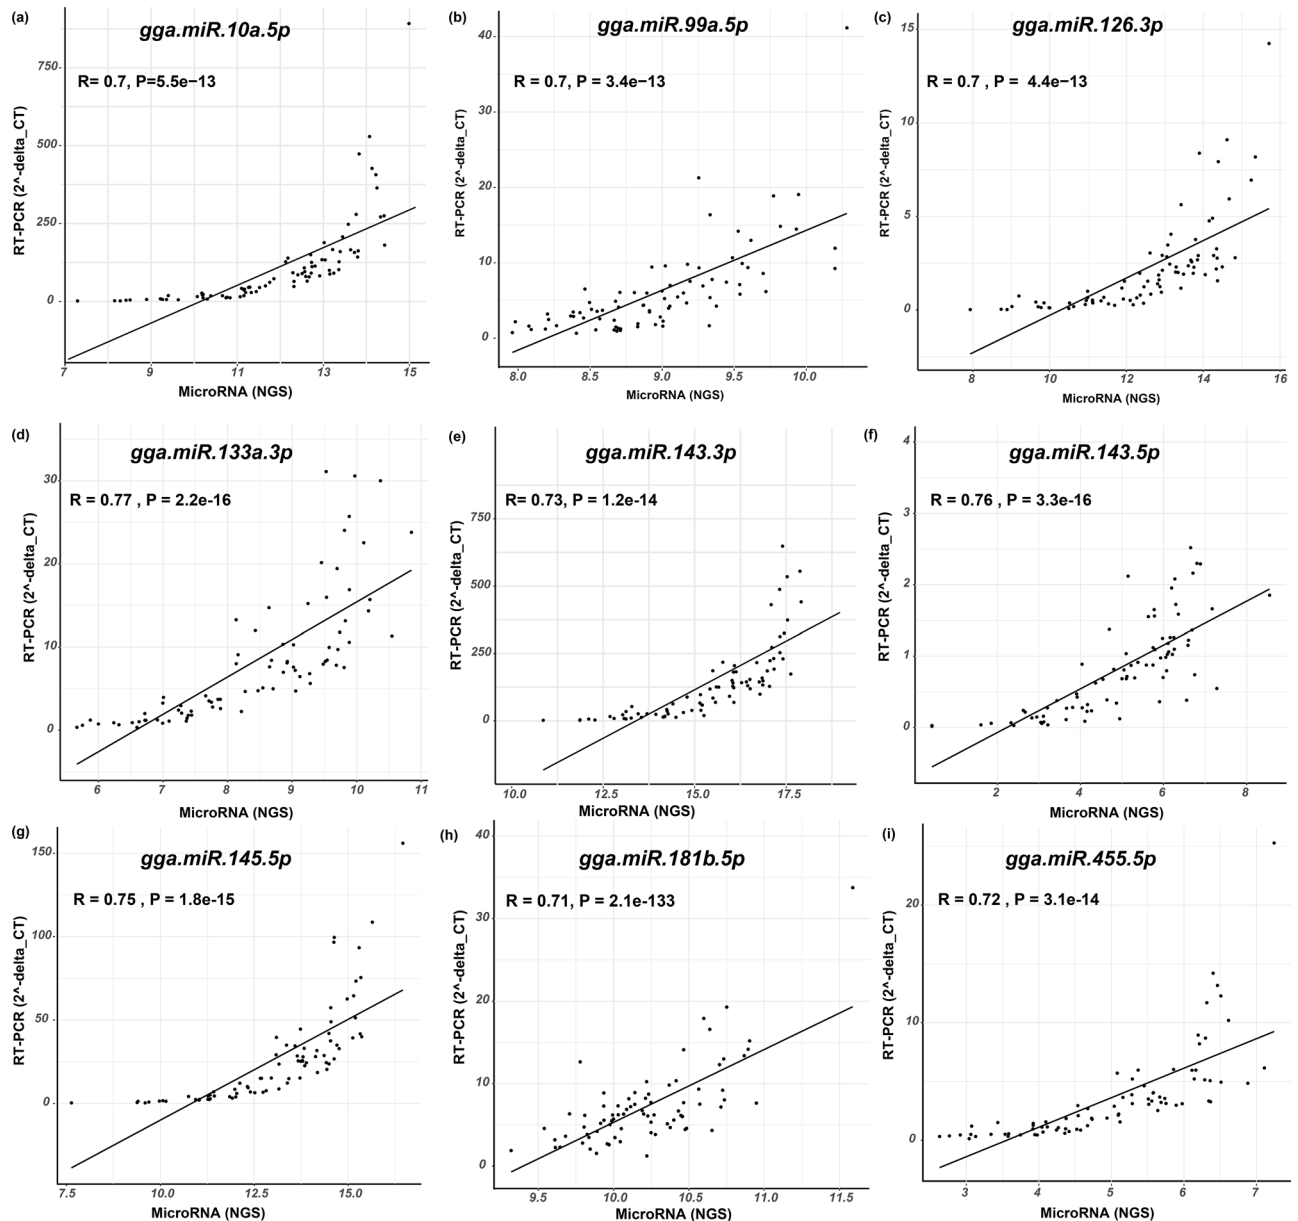 (a)
gga.miR.10a.5p
R= 0.7, P=5.5e−13
RT-PCR (2^-delta_CT)
750
500
250
0
7 9 11 13 15
MicroRNA (NGS)
(b)
gga.miR.99a.5p
R = 0.7, P = 3.4e−13
RT-PCR (2^-delta_CT)
40
30
20
10
0
8.0 8.5 9.0 9.5 10.0
MicroRNA (NGS)
(c)
gga.miR.126.3p
R = 0.7 , P = 4.4e−13
RT-PCR (2^-delta_CT)
15
10
5
0
8 10 12 14 16
MicroRNA (NGS)
(d)
gga.miR.133a.3p
R = 0.77 , P = 2.2e-16
RT-PCR (2^-delta_CT)
30
20
10
0
6 7 8 9 10 11
MicroRNA (NGS)
(e)
gga.miR.143.3p
R= 0.73, P = 1.2e-14
RT-PCR (2^-delta_CT)
750
500
250
0
10.0 12.5 15.0 17.5
MicroRNA (NGS)
(f)
gga.miR.143.5p
R = 0.76 , P = 3.3e-16
RT-PCR (2^-delta_CT)
4
3
2
1
0
2 4 6 8
MicroRNA (NGS)
(g)
gga.miR.145.5p
R = 0.75 , P = 1.8e-15
RT-PCR (2^-delta_CT)
150
100
50
0
7.5 10.0 12.5 15.0
MicroRNA (NGS)
(h)
gga.miR.181b.5p
R = 0.71, P = 2.1e-133
RT-PCR (2^-delta_CT)
40
30
20
10
0
9.5 10.0 10.5 11.0 11.5
MicroRNA (NGS)
(i)
gga.miR.455.5p
R = 0.72 , P = 3.1e-14
RT-PCR (2^-delta_CT)
20
10
0
3 4 5 6 7
MicroRNA (NGS)